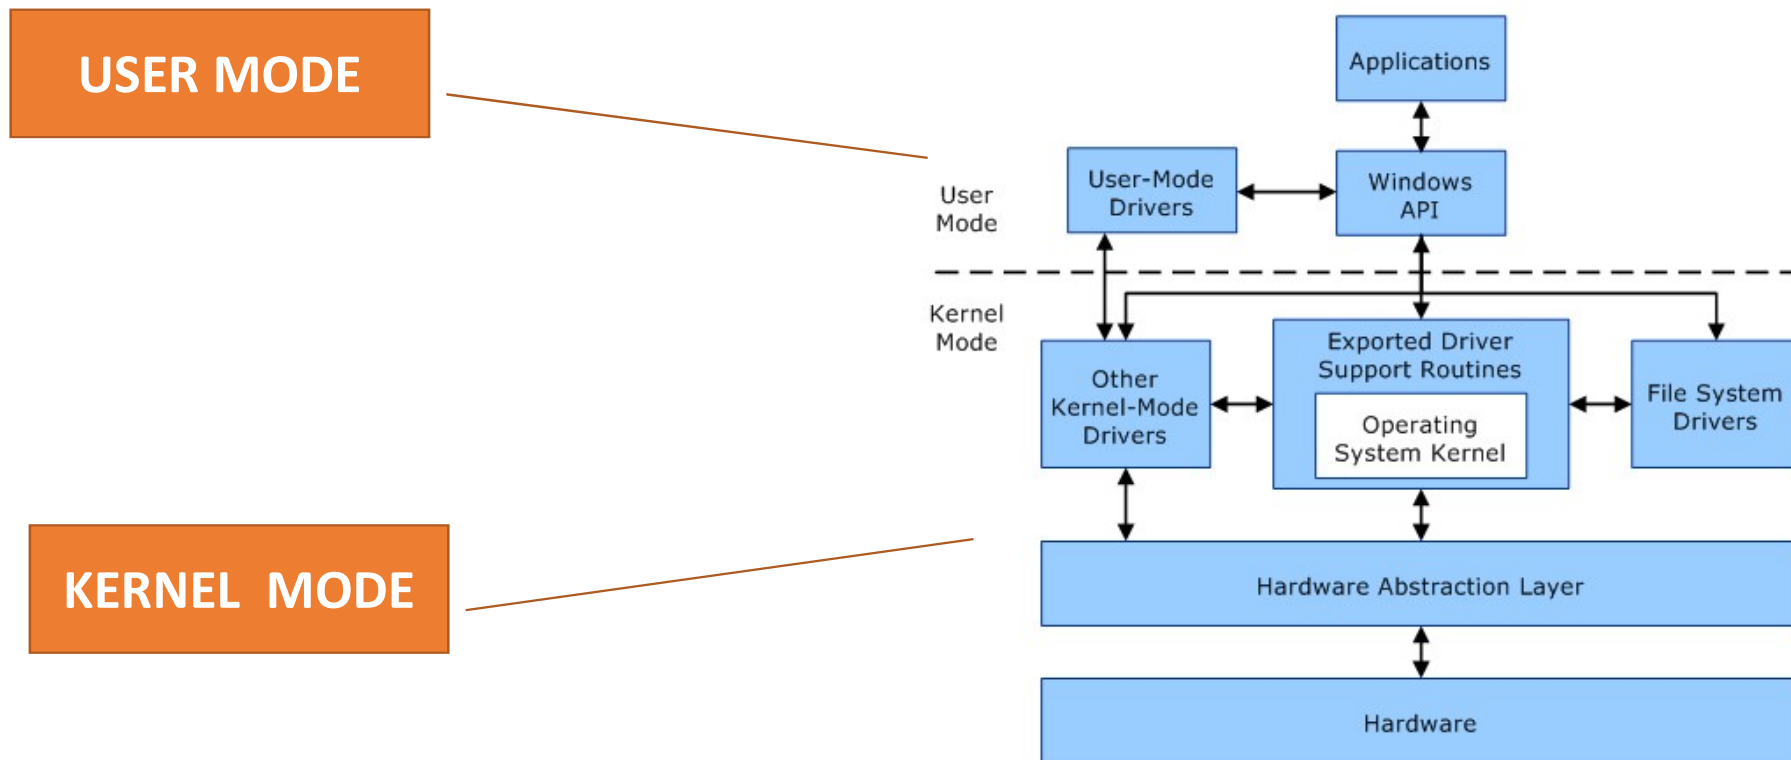 USER MODE
Applications
User-Mode
Drivers
Windows
API
User
Mode
Kernel
Mode
Other
Kernel-Mode
Drivers
Exported Driver
Support Routines
Operating
System Kernel
File System
Drivers
KERNEL  MODE
Hardware Abstraction Layer
Hardware